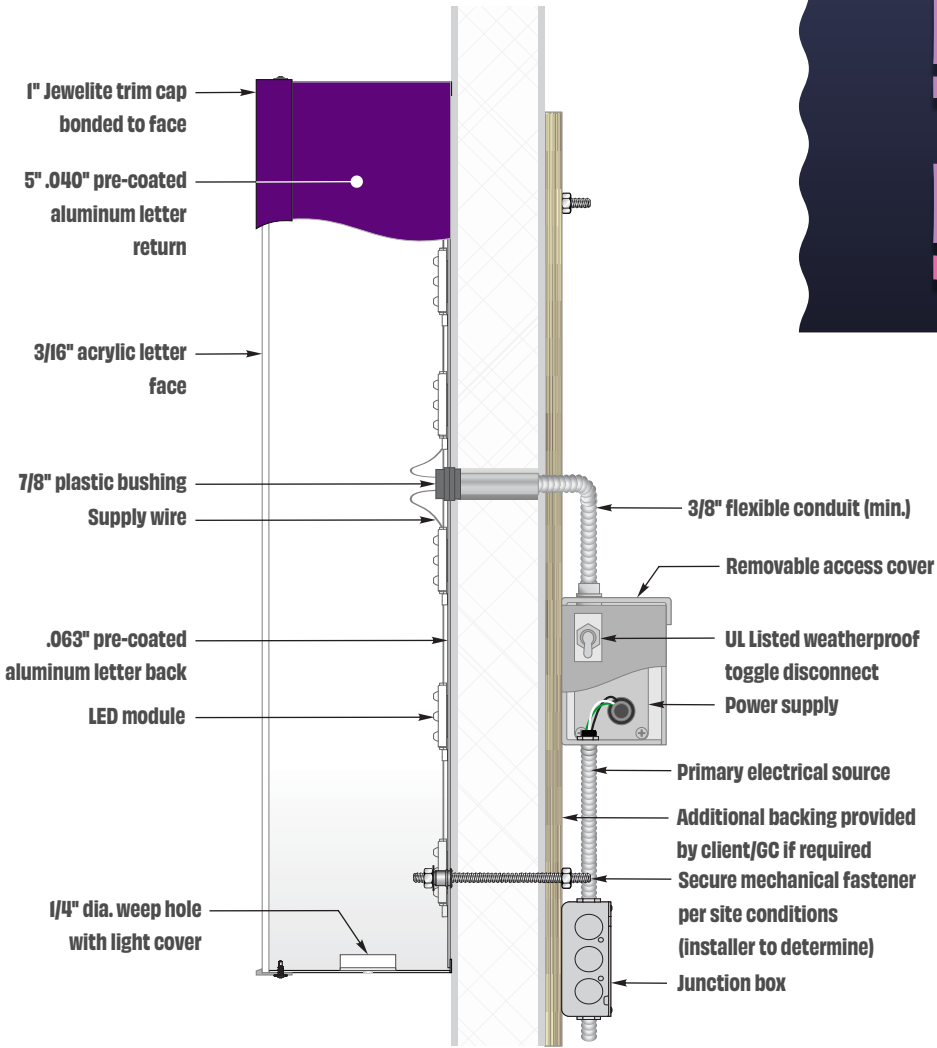 1" Jewelite trim cap
bonded to face
5" .040" pre-coated
aluminum letter
return
3/16" acrylic letter
face
7/8" plastic bushing
Supply wire
.063" pre-coated
aluminum letter back
LED module
1/4" dia. weep hole
with light cover
3/8" flexible conduit (min.)
Removable access cover
UL Listed weatherproof
toggle disconnect
Power supply
Primary electrical source
Additional backing provided
by client/GC if required
Secure mechanical fastener
per site conditions
(installer to determine)
Junction box